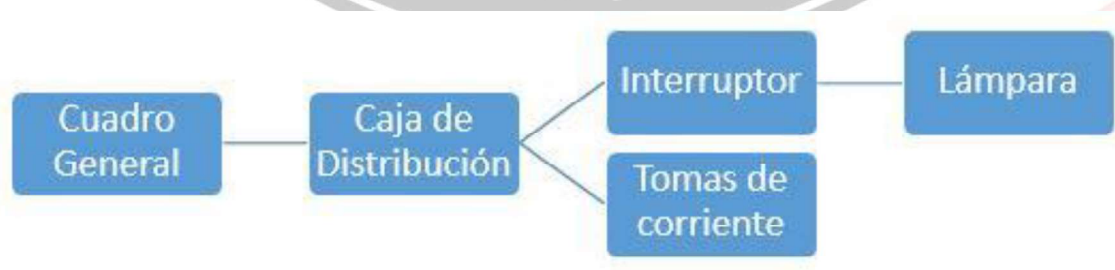 Cuadro
General
Caja de
Distribución
Interruptor
Lámpara
Tomas de
corriente